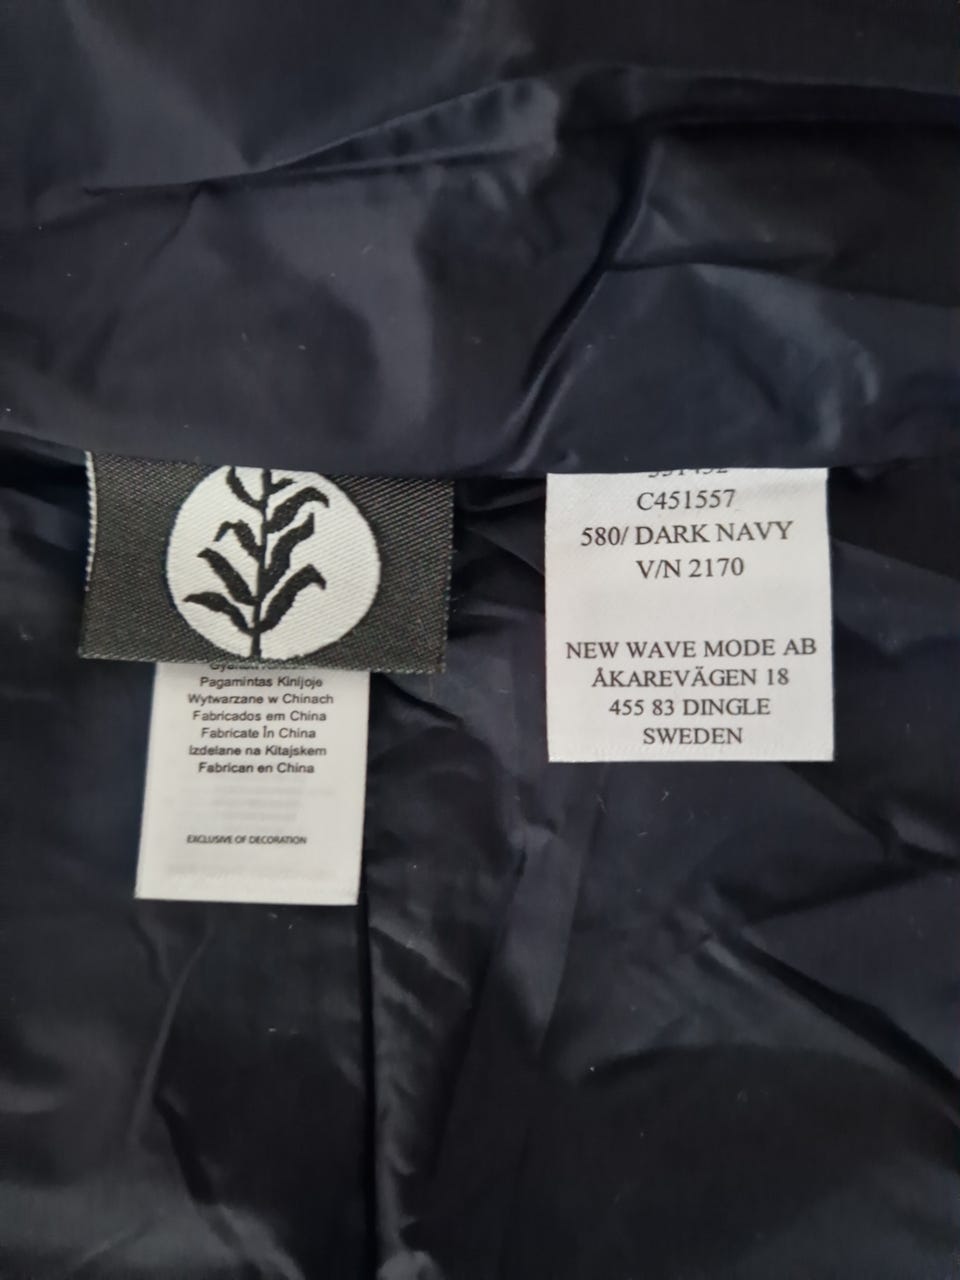 Pagamintas Kinijoje
Wytwarzane w Chinach
Fabricados em China
Fabricate În China
Izdelane na Kitajskem
Fabrican en China
EXCLUSIVE OF DECORATION
C451557
580/ DARK NAVY
V/N 2170
NEW WAVE MODE AB
ÅKAREVÄGEN 18
455 83 DINGLE
SWEDEN